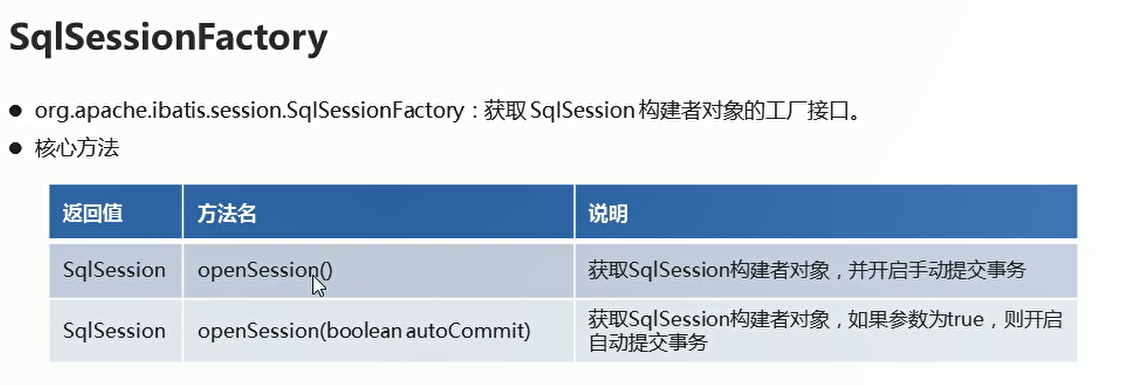 SqlSessionFactory
● org.apache.ibatis.session.SqlSessionFactory：获取 SqlSession 构建者对象的工厂接口。
● 核心方法
返回值 方法名 说明
SqlSession openSession() 获取SqlSession构建者对象，并开启手动提交事务
SqlSession openSession(boolean autoCommit) 获取SqlSession构建者对象，如果参数为true，则开启
自动提交事务